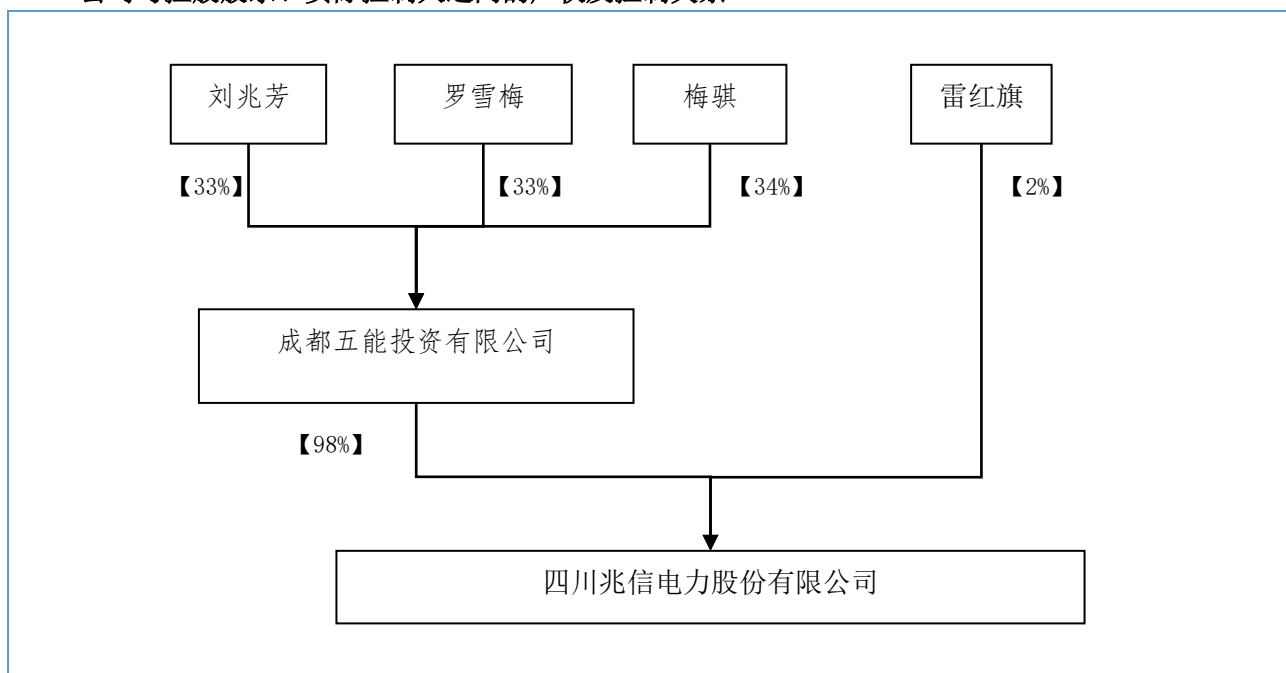 刘兆芳 罗雪梅 梅骐 雷红旗
【33%】 【33%】 【34%】 【2%】
成都五能投资有限公司
【98%】
四川兆信电力股份有限公司